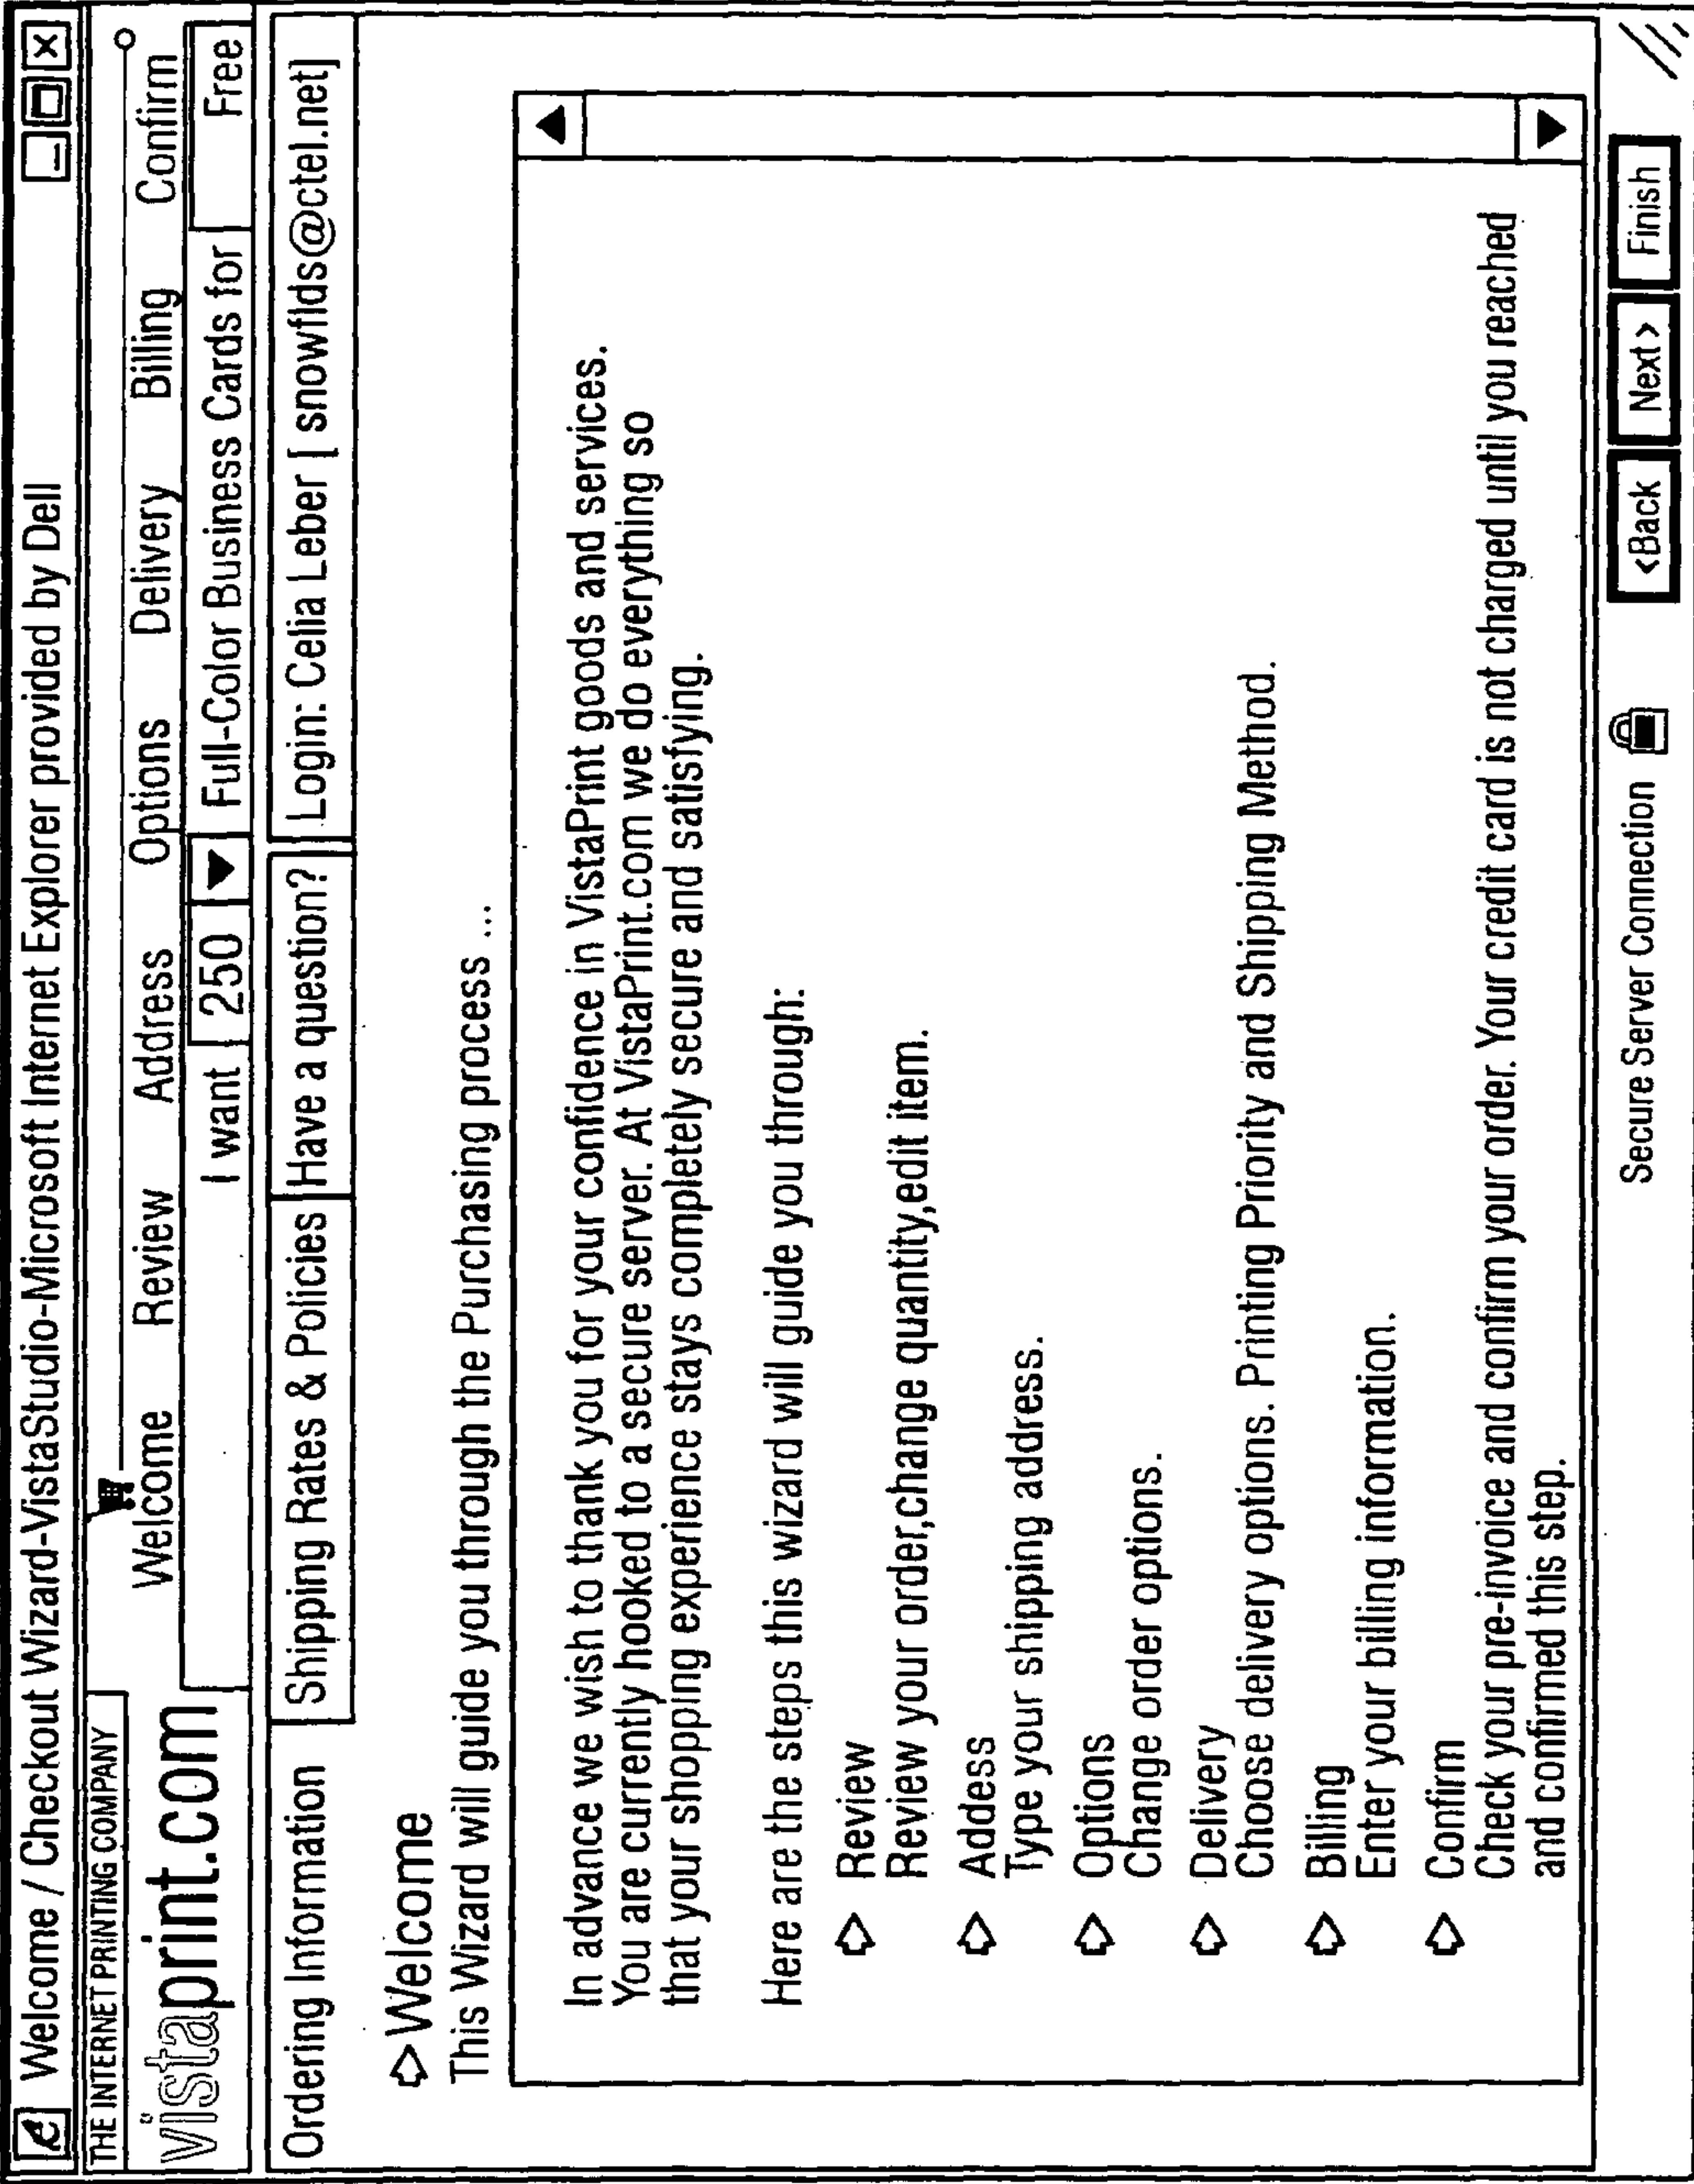 Welcome / Checkout Wizard-VistaStudio-Microsoft Internet Explorer provided by Dell
THE INTERNET PRINTING COMPANY
vistaprint.com
Welcome Review Address Options Delivery Billing Confirm
I want 250 Full-Color Business Cards for Free
Ordering Information Shipping Rates & Policies Have a question? Login: Celia Leber [ snowflds@ctel.net]
Welcome
This Wizard will guide you through the Purchasing process ...
In advance we wish to thank you for your confidence in VistaPrint goods and services.
You are currently hooked to a secure server. At VistaPrint.com we do everything so
that your shopping experience stays completely secure and satisfying.
Here are the steps this wizard will guide you through:
Review
Review your order,change quantity,edit item.
Addess
Type your shipping address.
Options
Change order options.
Delivery
Choose delivery options. Printing Priority and Shipping Method.
Billing
Enter your billing information.
Confirm
Check your pre-invoice and confirm your order. Your credit card is not charged until you reached
and confirmed this step.
Secure Server Connection <Back Next> Finish